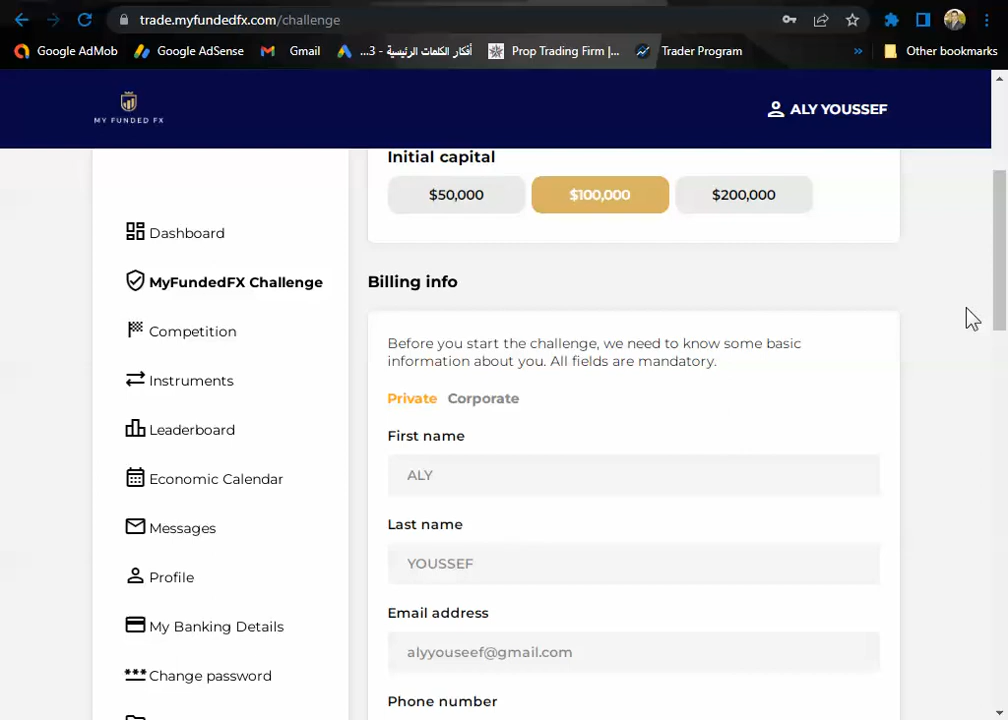 trade.myfundedfx.com/challenge
Google AdMob
Google AdSense
Gmail
أفكار الكلمات الرئيسية - 3...
Prop Trading Firm |...
Trader Program
»
Other bookmarks
MY FUNDED FX
ALY YOUSSEF
Initial capital
$50,000
$100,000
$200,000
Dashboard
MyFundedFX Challenge
Competition
Instruments
Leaderboard
Economic Calendar
Messages
Profile
My Banking Details
Change password
Billing info
Before you start the challenge, we need to know some basic
information about you. All fields are mandatory.
Private Corporate
First name
ALY
Last name
YOUSSEF
Email address
alyyouseef@gmail.com
Phone number